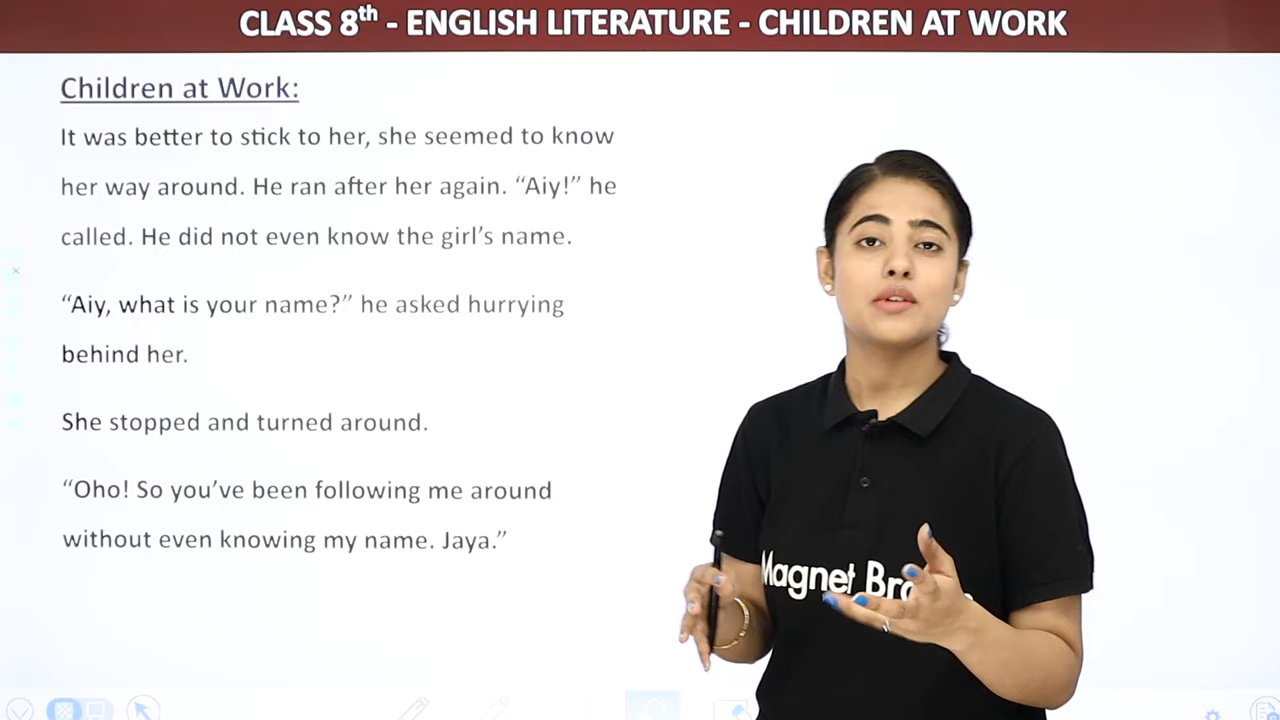 CLASS 8th - ENGLISH LITERATURE - CHILDREN AT WORK
Children at Work:
It was better to stick to her, she seemed to know
her way around. He ran after her again. “Aiy!” he
called. He did not even know the girl’s name.
“Aiy, what is your name?” he asked hurrying
behind her.
She stopped and turned around.
“Oho! So you’ve been following me around
without even knowing my name. Jaya.”
Magnet